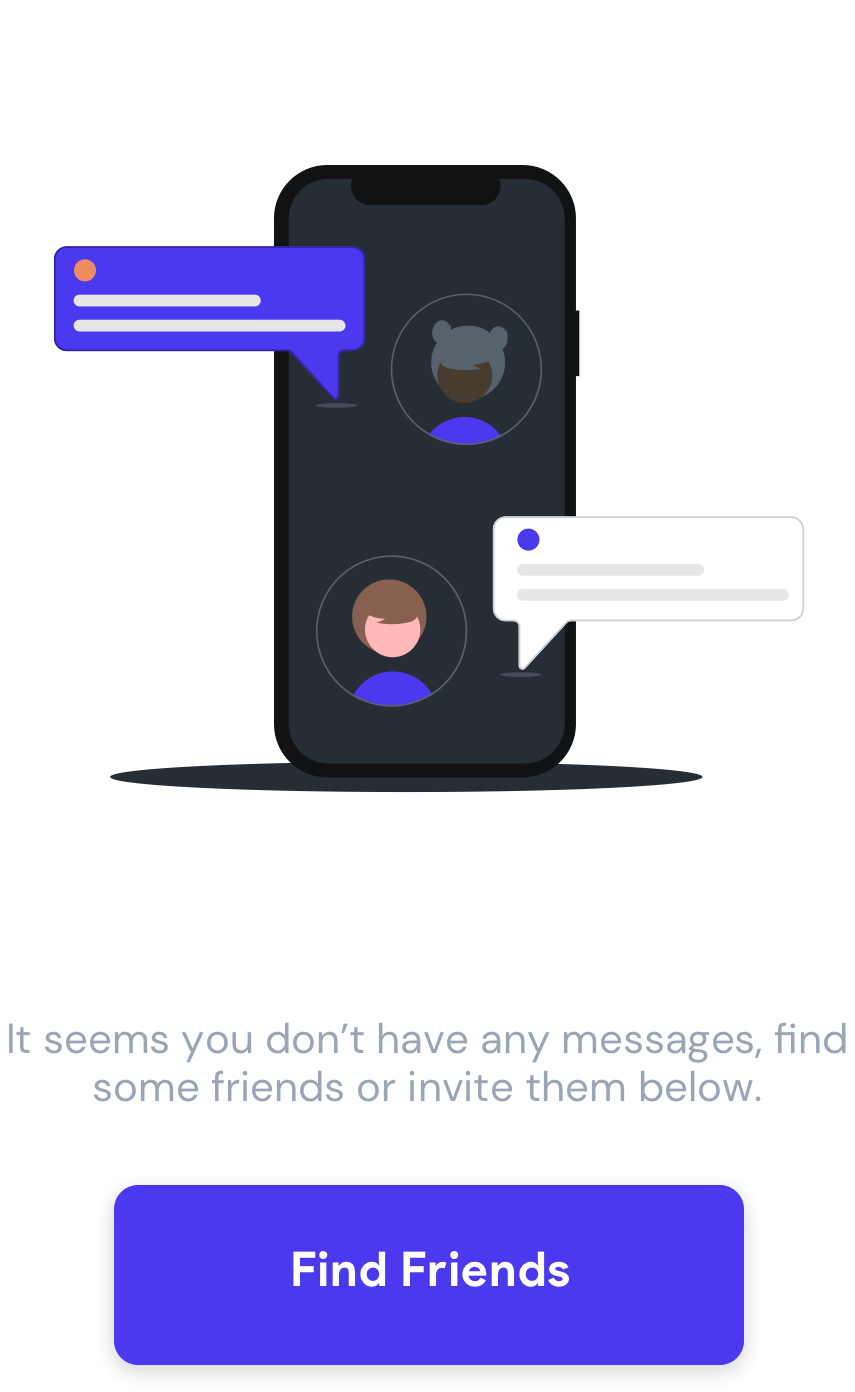 It seems you don’t have any messages, find
some friends or invite them below.
Find Friends